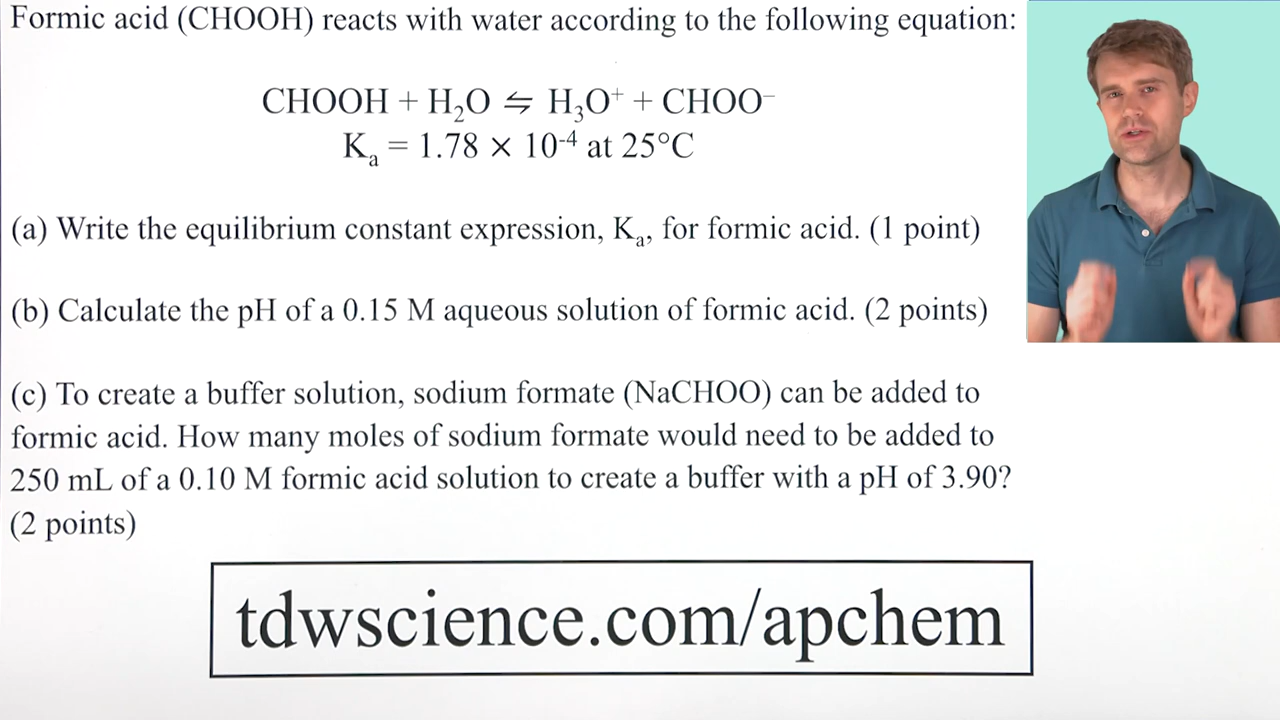 Formic acid (CHOOH) reacts with water according to the following equation:
CHOOH + H₂O ⇋ H₃O⁺ + CHOO⁻
Kₐ = 1.78 × 10⁻⁴ at 25°C
(a) Write the equilibrium constant expression, Kₐ, for formic acid. (1 point)
(b) Calculate the pH of a 0.15 M aqueous solution of formic acid. (2 points)
(c) To create a buffer solution, sodium formate (NaCHOO) can be added to
formic acid. How many moles of sodium formate would need to be added to
250 mL of a 0.10 M formic acid solution to create a buffer with a pH of 3.90?
(2 points)
tdwscience.com/apchem